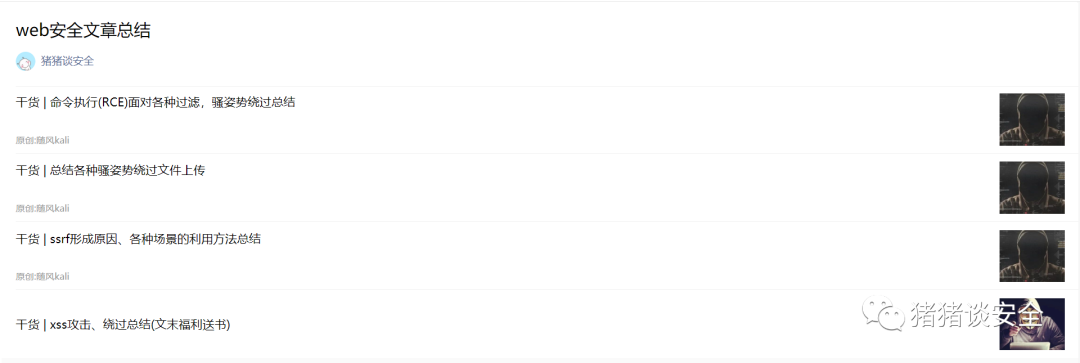 web安全文章总结
猪猪谈安全
干货 | 命令执行(RCE)面对各种过滤，骚姿势绕过总结
原创:随风kali
干货 | 总结各种骚姿势绕过文件上传
原创:随风kali
干货 | ssrf形成原因、各种场景的利用方法总结
原创:随风kali
干货 | xss攻击、绕过总结(文末福利送书)
猪猪谈安全